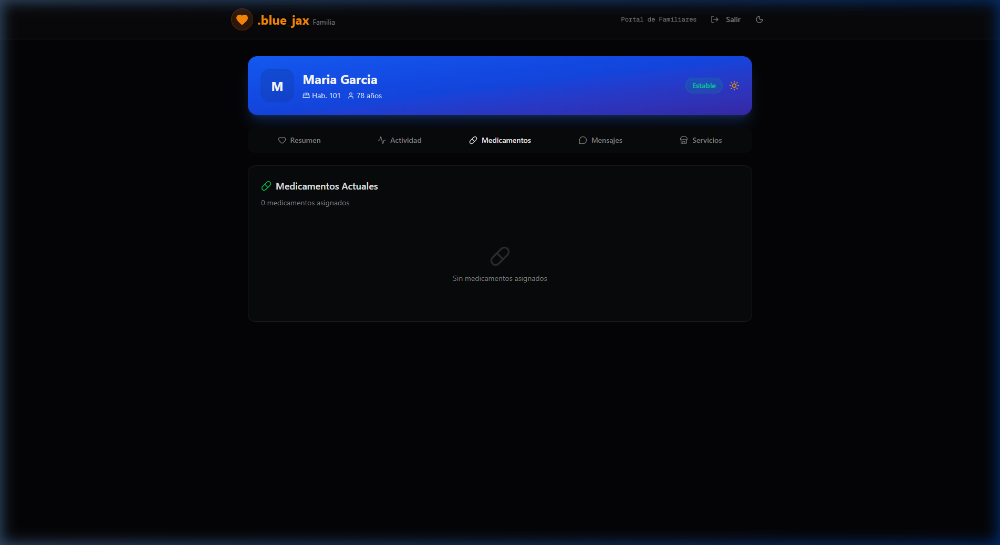 .blue_jax Familia
Portal de Familiares
Salir
M
Maria Garcia
Hab. 101 78 años
Estable
Resumen
Actividad
Medicamentos
Mensajes
Servicios
Medicamentos Actuales
0 medicamentos asignados
Sin medicamentos asignados